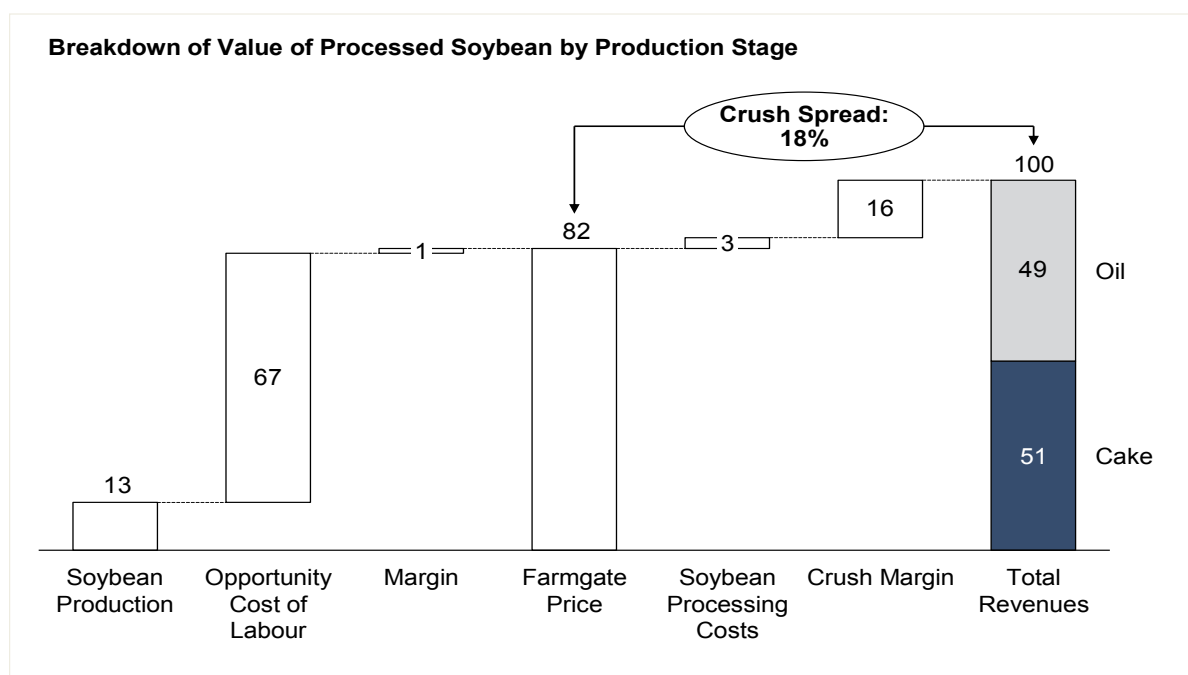 Breakdown of Value of Processed Soybean by Production Stage
Crush Spread:
18%
100
16
82
3
1
49
Oil
67
51
Cake
13
Soybean
Production
Opportunity
Cost of
Labour
Margin
Farmgate
Price
Soybean
Processing
Costs
Crush Margin
Total
Revenues